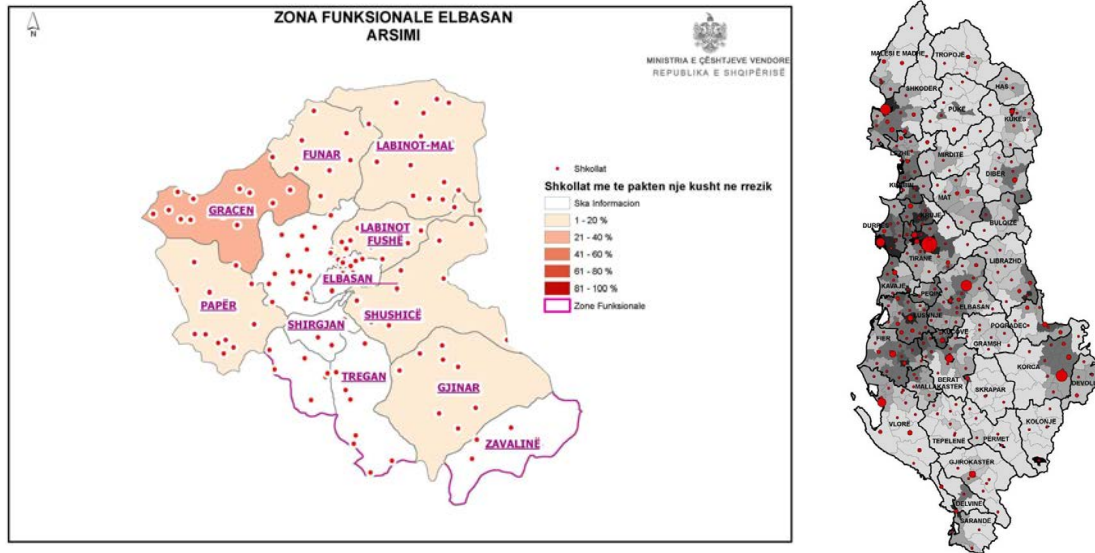 ZONA FUNKSIONALE ELBASAN
ARSIMI
N
MINISTRIA E ÇËSHTJEVE VENDORE
REPUBLIKA E SHQIPËRISË
LABINOT-MAL
FUNAR
GRACEN
LABINOT
FUSHË
ELBASAN
PAPËR
SHUSHICË
SHIRGJAN
TREGAN
GJINAR
ZAVALINË
Shkollat
Shkollat me te pakten nje kusht ne rrezik
Ska Informacion
1 - 20 %
21 - 40 %
41 - 60 %
61 - 80 %
81 - 100 %
Zone Funksionale
MALESI E MADHE
TROPOJE
SHKODER
HAS
PUKE
KUKES
LEZHE
MIRDITE
DIBER
MAT
BULQIZE
DURRES
TIRANE
LIBRAZHD
KAVAJE
ELBASAN
POGRADEC
GRAMSH
FIER
KORCA
BERAT
DEVOLL
MALLAKASTER
SKRAPAR
VLORE
KOLONJE
TEPELENE
PERMET
GJIROKASTER
DELVINE
SARANDE